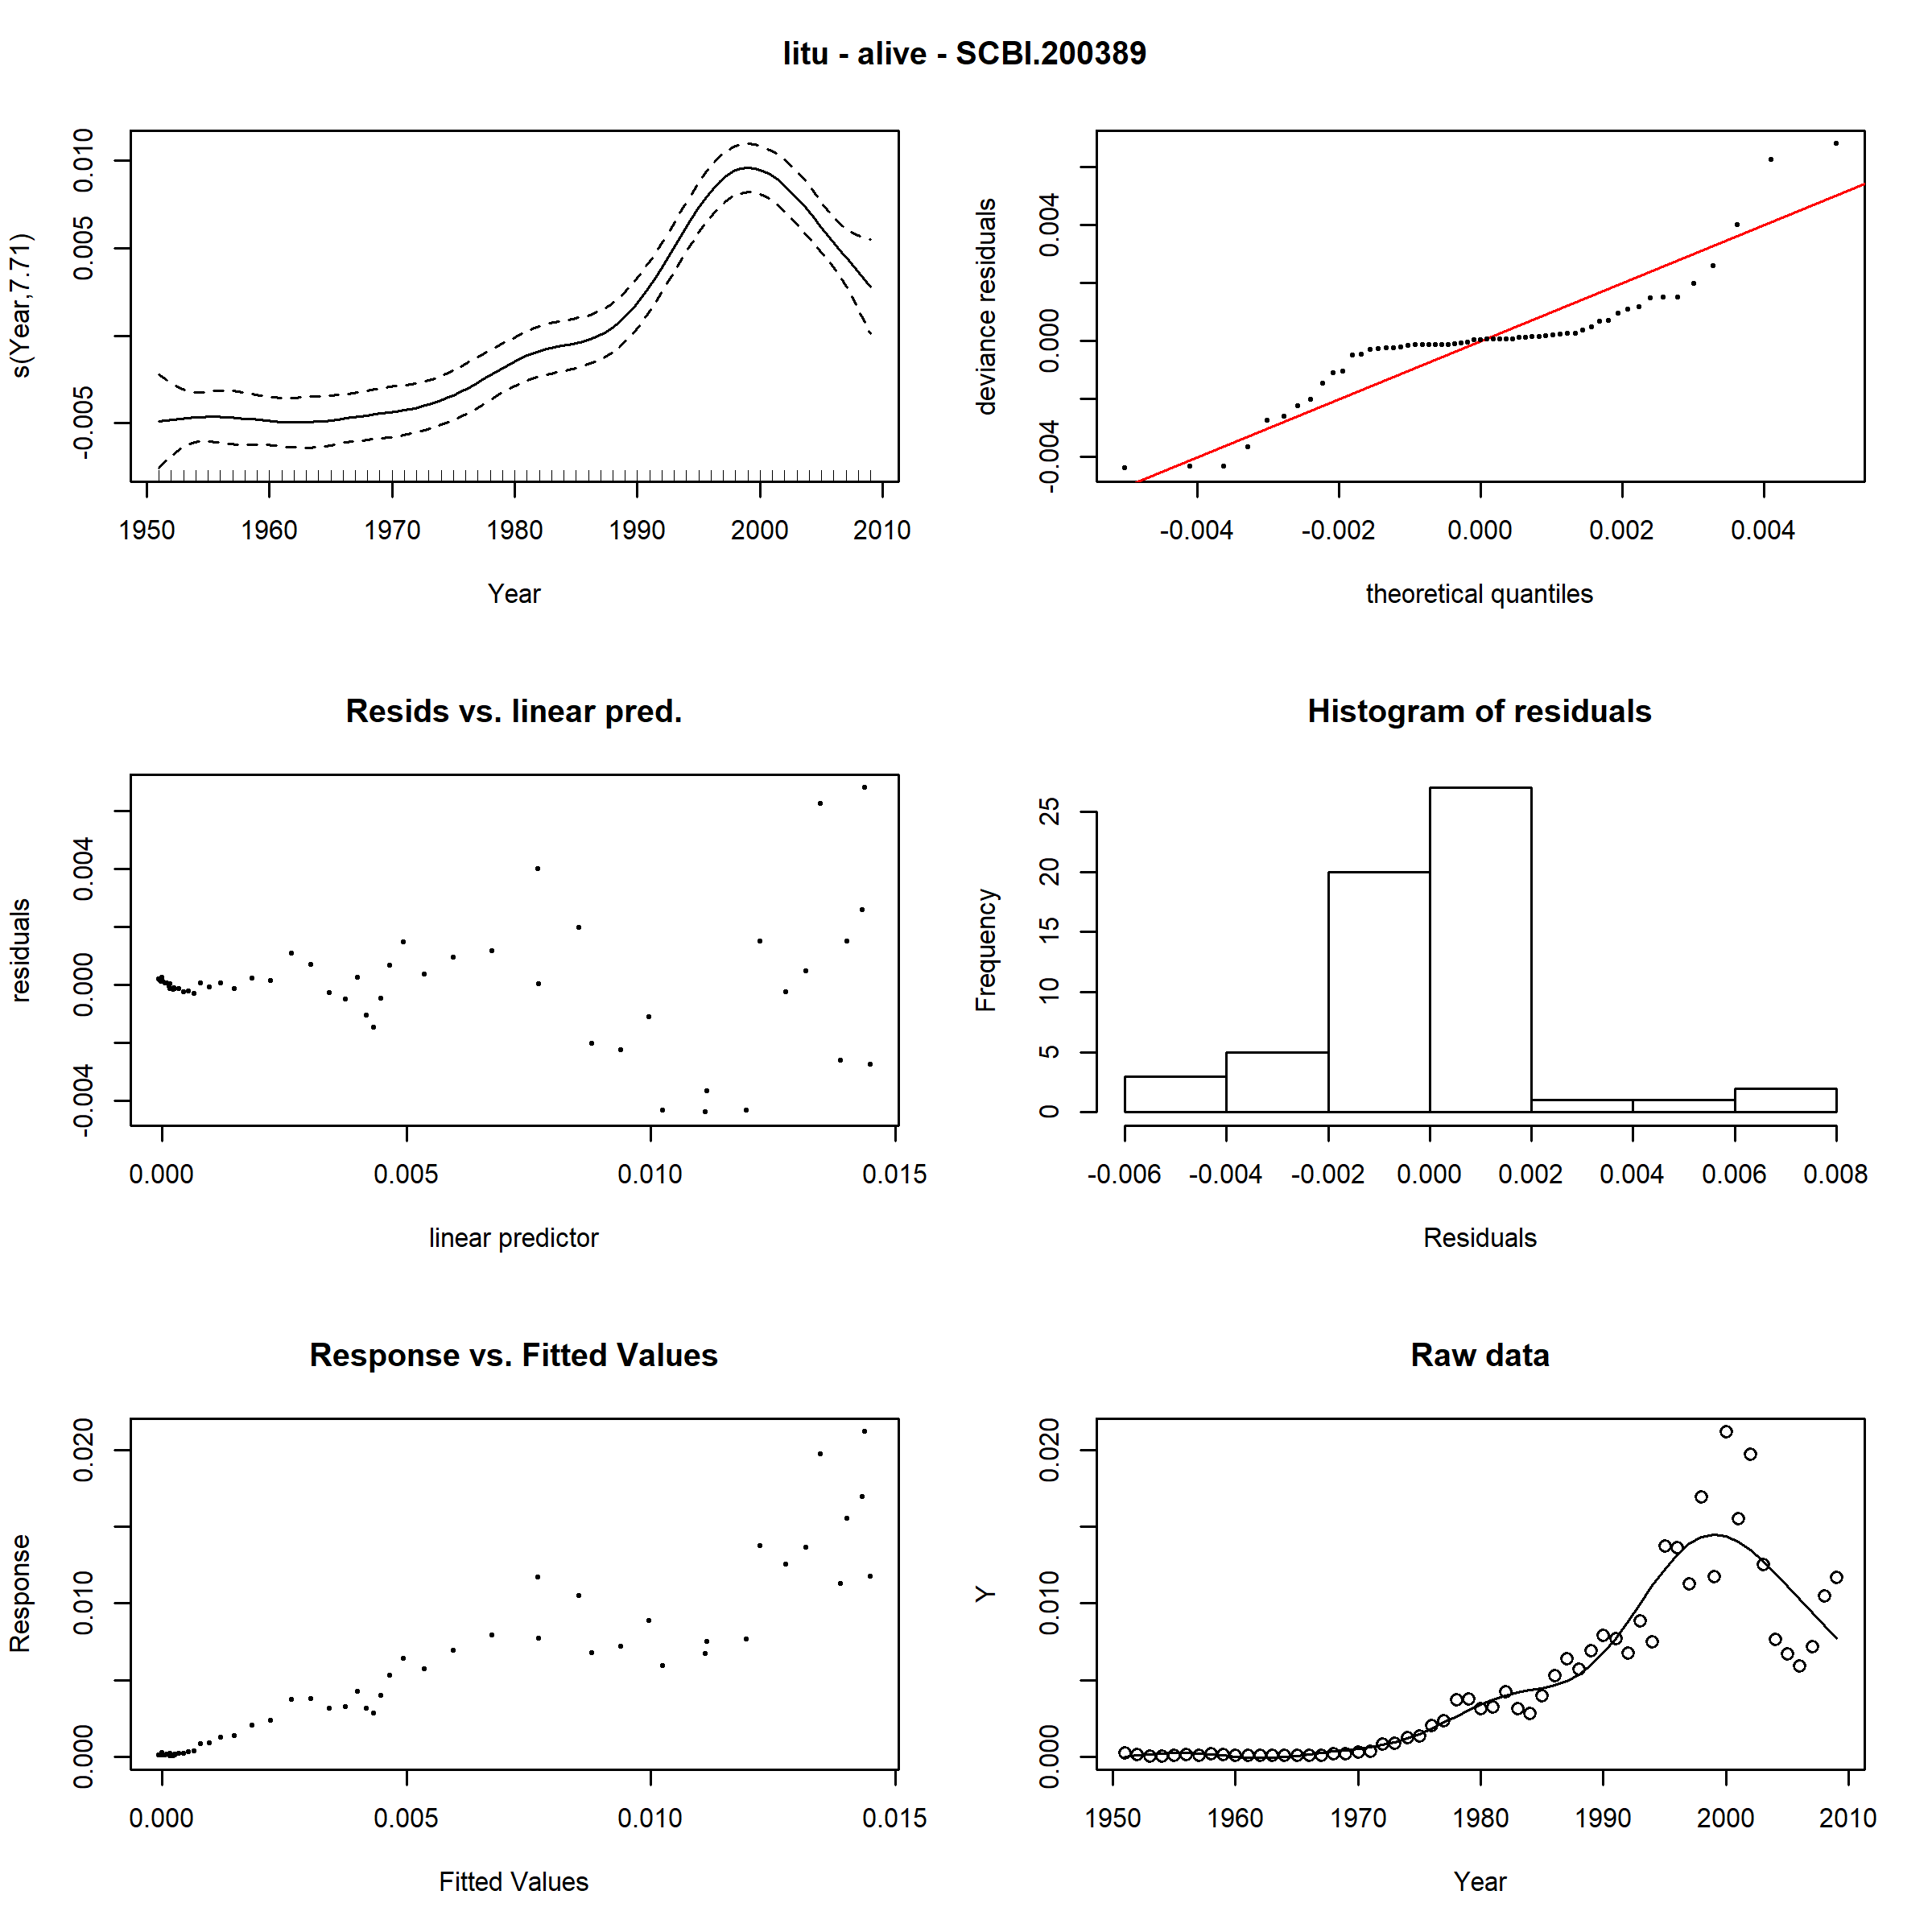 litu - alive - SCBI.200389
s(Year,7.71)
-0.005 0.005 0.010
1950 1960 1970 1980 1990 2000 2010
Year
deviance residuals
-0.004 0.000 0.004
-0.004 -0.002 0.000 0.002 0.004
theoretical quantiles
Resids vs. linear pred.
residuals
-0.004 0.000 0.004
0.000 0.005 0.010 0.015
linear predictor
Histogram of residuals
Frequency
0 5 10 15 20 25
-0.006 -0.004 -0.002 0.000 0.002 0.004 0.006 0.008
Residuals
Response vs. Fitted Values
Response
0.000 0.010 0.020
0.000 0.005 0.010 0.015
Fitted Values
Raw data
Y
0.000 0.010 0.020
1950 1960 1970 1980 1990 2000 2010
Year